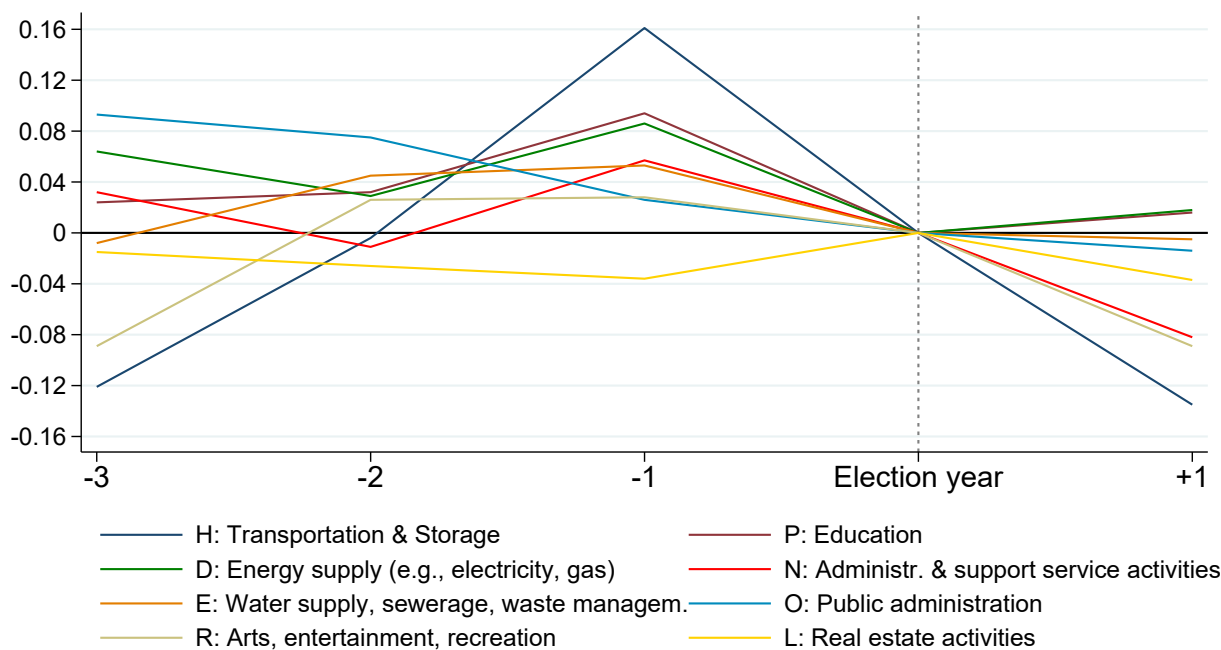 0.16
0.12
0.08
0.04
0
-0.04
-0.08
-0.12
-0.16
-3 -2 -1 Election year +1
H: Transportation & Storage P: Education
D: Energy supply (e.g., electricity, gas) N: Administr. & support service activities
E: Water supply, sewerage, waste managem. O: Public administration
R: Arts, entertainment, recreation L: Real estate activities